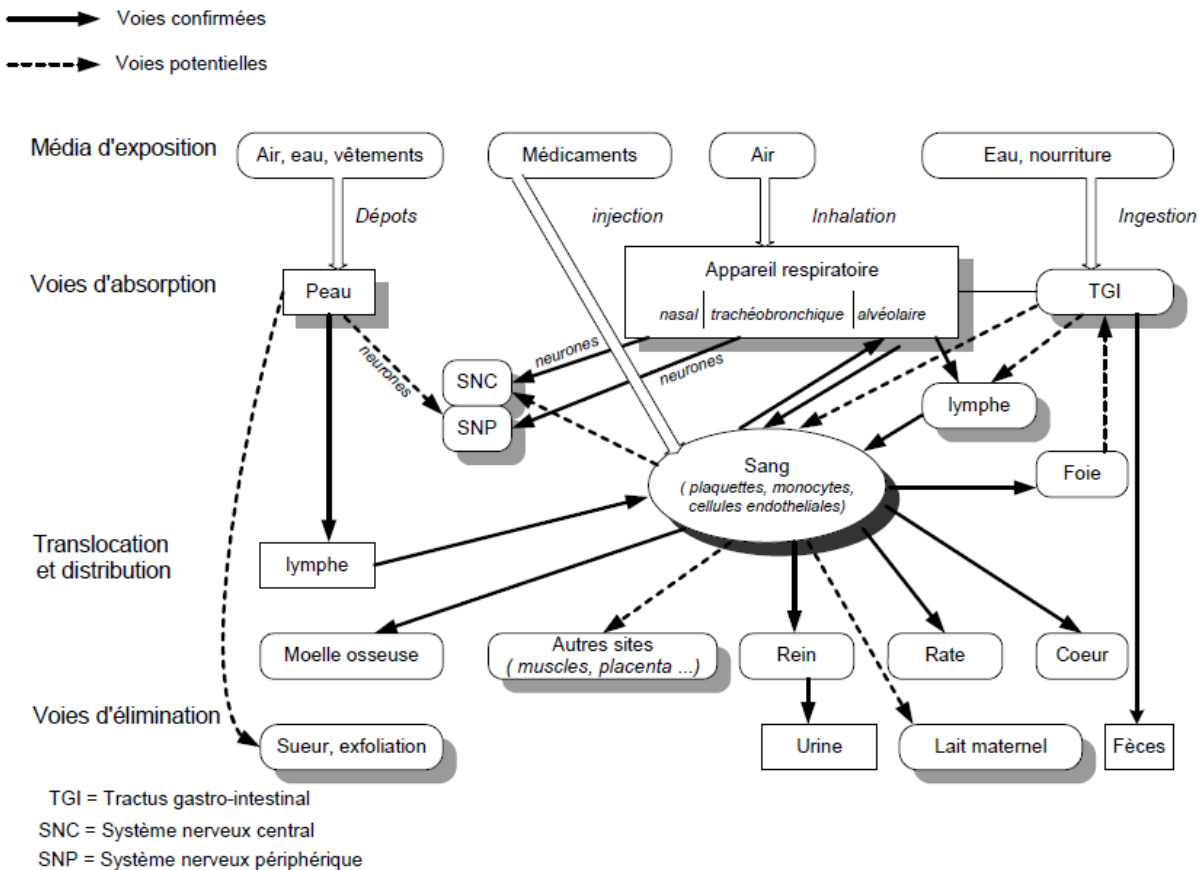 Voies confirmées
Voies potentielles
Média d'exposition
Air, eau, vêtements
Médicaments
Air
Eau, nourriture
Dépots
injection
Inhalation
Ingestion
Voies d'absorption
Peau
Appareil respiratoire
nasal trachéobronchique alvéolaire
TGI
neurones
neurones
neurones
SNC
SNP
lymphe
Sang
( plaquettes, monocytes,
cellules endotheliales)
Foie
Translocation
et distribution
lymphe
Moelle osseuse
Autres sites
( muscles, placenta ...)
Rein
Rate
Coeur
Voies d'élimination
Sueur, exfoliation
Urine
Lait maternel
Fèces
TGI = Tractus gastro-intestinal
SNC = Système nerveux central
SNP = Système nerveux périphérique